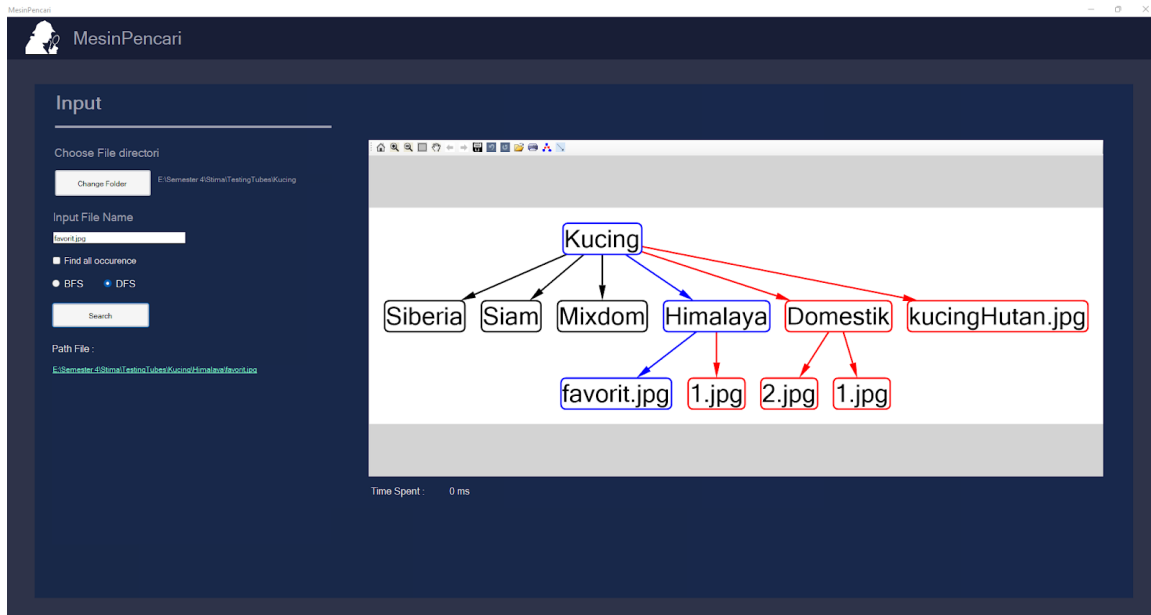 MesinPencari
MesinPencari
Input
Choose File directori
Change Folder
E:\Semester 4\Stima\TestingTubes\Kucing
Input File Name
favorit.jpg
Find all occurence
BFS
DFS
Search
Path File :
E:\Semester 4\Stima\TestingTubes\Kucing\Himalaya\favorit.jpg
Kucing
Siberia
Siam
Mixdom
Himalaya
Domestik
kucingHutan.jpg
favorit.jpg
1.jpg
2.jpg
1.jpg
Time Spent :
0 ms